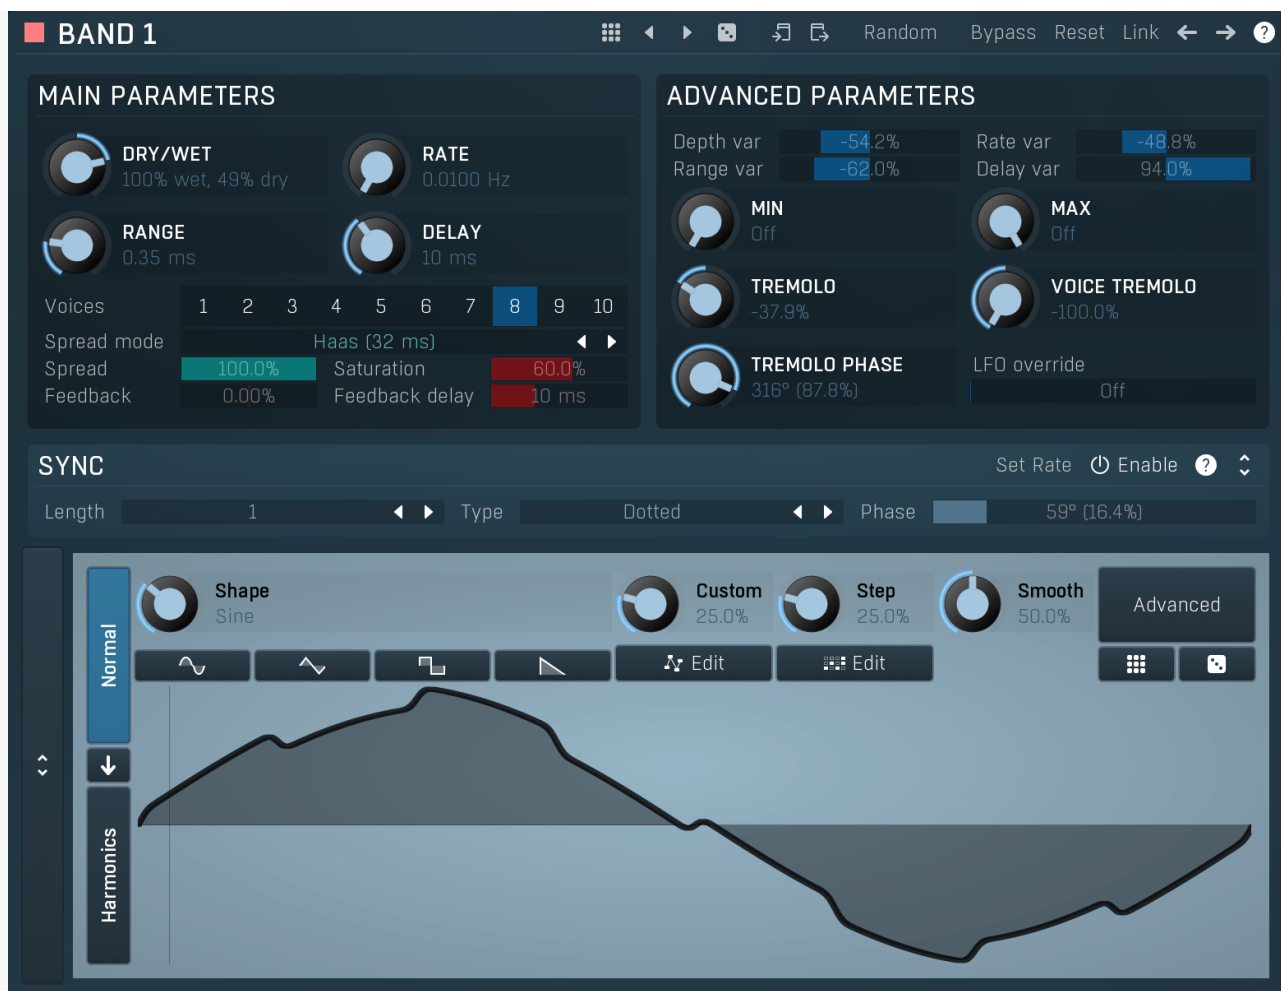 BAND 1 Random Bypass Reset Link ?
MAIN PARAMETERS
DRY/WET
100% wet, 49% dry
RATE
0.0100 Hz
RANGE
0.35 ms
DELAY
10 ms
Voices 1 2 3 4 5 6 7 8 9 10
Spread mode Haas (32 ms)
Spread 100.0% Saturation 60.0%
Feedback 0.00% Feedback delay 10 ms
ADVANCED PARAMETERS
Depth var -54.2% Rate var -48.8%
Range var -62.0% Delay var 94.0%
MIN
Off
MAX
Off
TREMOLO
-37.9%
VOICE TREMOLO
-100.0%
TREMOLO PHASE
316° (87.8%)
LFO override
Off
SYNC Set Rate Enable ?
Length 1 Type Dotted Phase 59° (16.4%)
Normal
Harmonics
Shape
Sine
Custom
25.0%
Step
25.0%
Smooth
50.0%
Advanced
Edit Edit